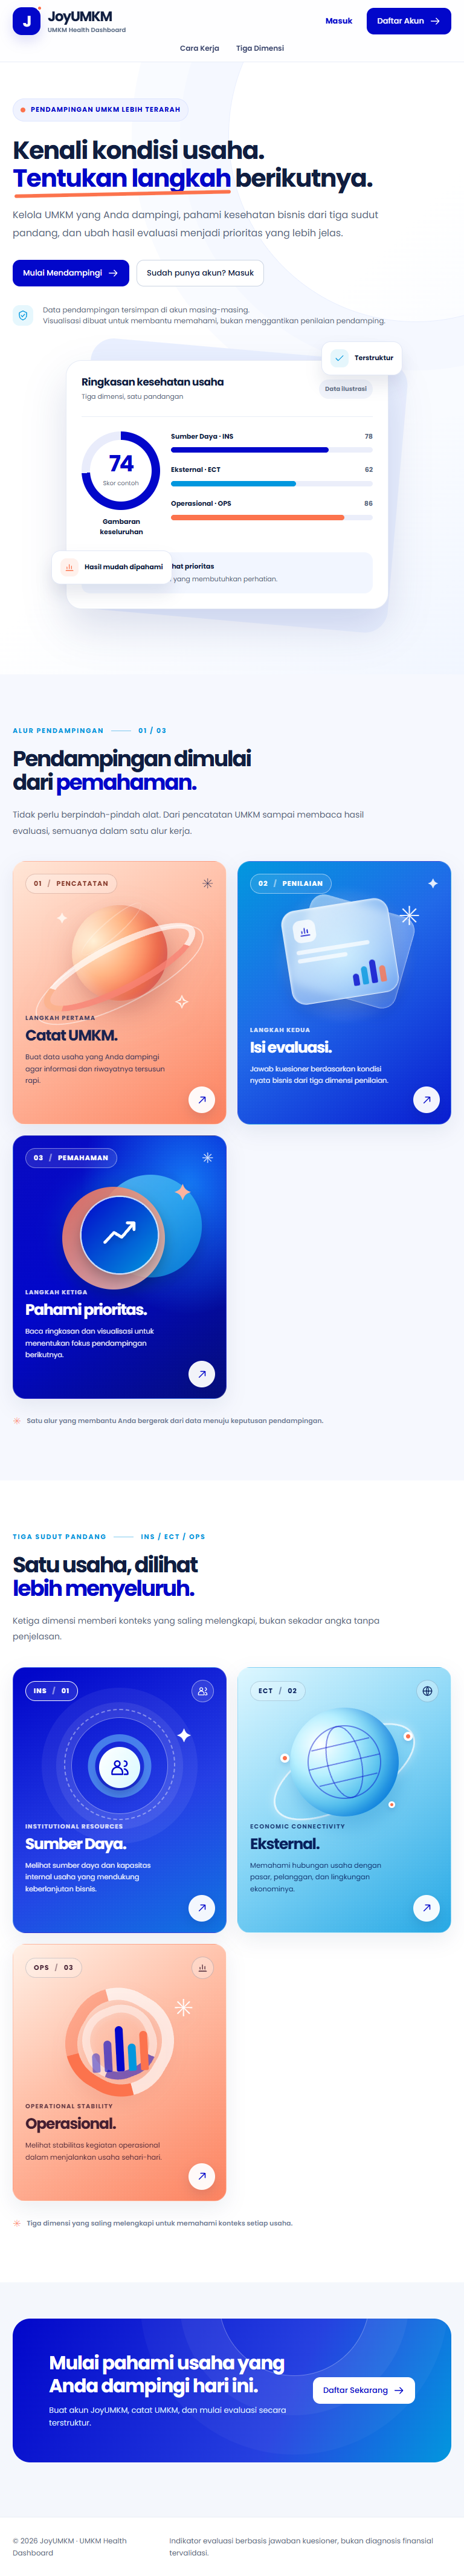 J
JoyUMKM
UMKM Health Dashboard
Masuk
Daftar Akun
Cara Kerja
Tiga Dimensi
PENDAMPINGAN UMKM LEBIH TERARAH
Kenali kondisi usaha.
Tentukan langkah berikutnya.
Kelola UMKM yang Anda dampingi, pahami kesehatan bisnis dari tiga sudut
pandang, dan ubah hasil evaluasi menjadi prioritas yang lebih jelas.
Mulai Mendampingi
Sudah punya akun? Masuk
Data pendampingan tersimpan di akun masing-masing.
Visualisasi dibuat untuk membantu memahami, bukan menggantikan penilaian pendamping.
Terstruktur
Ringkasan kesehatan usaha
Tiga dimensi, satu pandangan
Data ilustrasi
74
Skor contoh
Gambaran
keseluruhan
Sumber Daya · INS
78
Eksternal · ECT
62
Operasional · OPS
86
Hasil mudah dipahami
hat prioritas
yang membutuhkan perhatian.
ALUR PENDAMPINGAN
01 / 03
Pendampingan dimulai
dari pemahaman.
Tidak perlu berpindah-pindah alat. Dari pencatatan UMKM sampai membaca hasil
evaluasi, semuanya dalam satu alur kerja.
01 / PENCATATAN
LANGKAH PERTAMA
Catat UMKM.
Buat data usaha yang Anda dampingi
agar informasi dan riwayatnya tersusun
rapi.
02 / PENILAIAN
LANGKAH KEDUA
Isi evaluasi.
Jawab kuesioner berdasarkan kondisi
nyata bisnis dari tiga dimensi penilaian.
03 / PEMAHAMAN
LANGKAH KETIGA
Pahami prioritas.
Baca ringkasan dan visualisasi untuk
menentukan fokus pendampingan
berikutnya.
Satu alur yang membantu Anda bergerak dari data menuju keputusan pendampingan.
TIGA SUDUT PANDANG
INS / ECT / OPS
Satu usaha, dilihat
lebih menyeluruh.
Ketiga dimensi memberi konteks yang saling melengkapi, bukan sekadar angka tanpa
penjelasan.
INS / 01
INSTITUTIONAL RESOURCES
Sumber Daya.
Melihat sumber daya dan kapasitas
internal usaha yang mendukung
keberlanjutan bisnis.
ECT / 02
ECONOMIC CONNECTIVITY
Eksternal.
Memahami hubungan usaha dengan
pasar, pelanggan, dan lingkungan
ekonominya.
OPS / 03
OPERATIONAL STABILITY
Operasional.
Melihat stabilitas kegiatan operasional
dalam menjalankan usaha sehari-hari.
Tiga dimensi yang saling melengkapi untuk memahami konteks setiap usaha.
Mulai pahami usaha yang
Anda dampingi hari ini.
Buat akun JoyUMKM, catat UMKM, dan mulai evaluasi secara
terstruktur.
Daftar Sekarang
© 2026 JoyUMKM · UMKM Health
Dashboard
Indikator evaluasi berbasis jawaban kuesioner, bukan diagnosis finansial
tervalidasi.